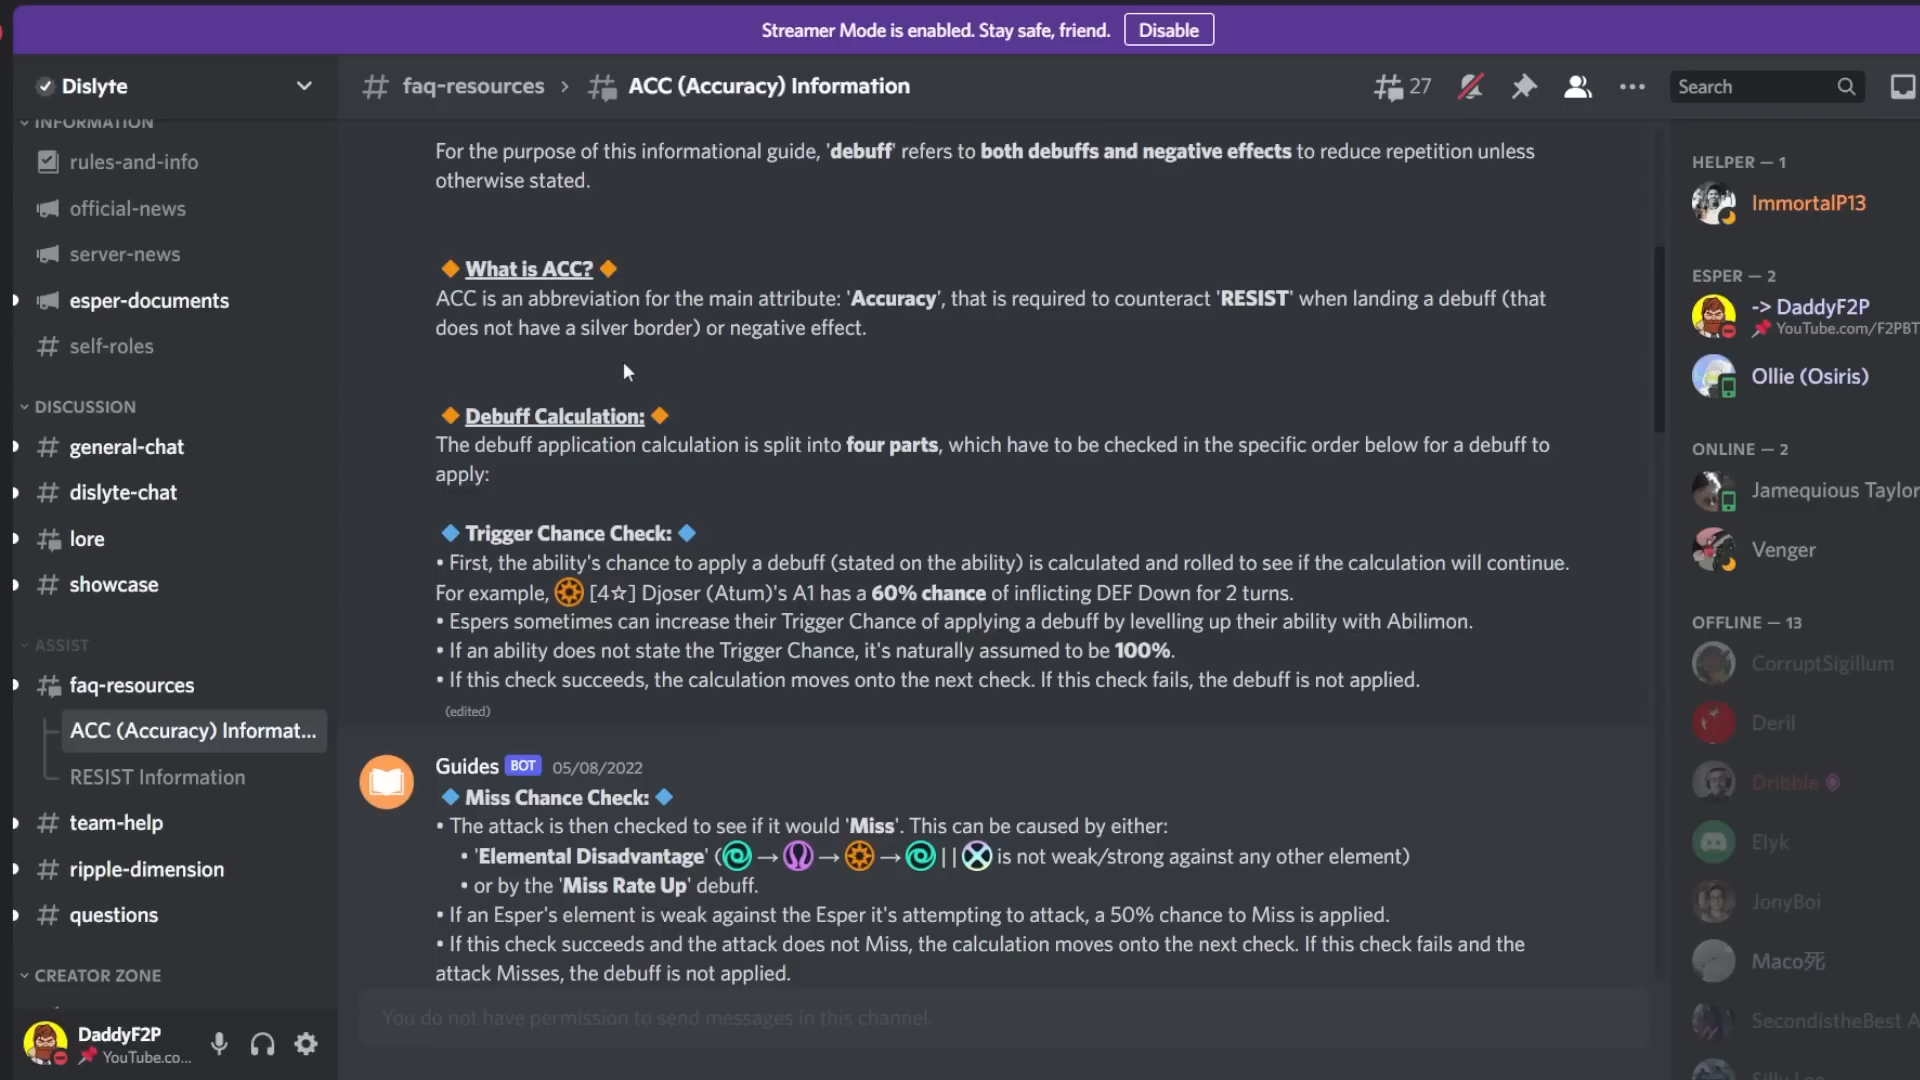 Streamer Mode is enabled. Stay safe, friend. Disable
Dislyte
faq-resources › ACC (Accuracy) Information
27
Search
INFORMATION
rules-and-info
official-news
server-news
esper-documents
self-roles
DISCUSSION
general-chat
dislyte-chat
lore
showcase
ASSIST
faq-resources
ACC (Accuracy) Informat...
RESIST Information
team-help
ripple-dimension
questions
CREATOR ZONE
DaddyF2P
YouTube.co...
For the purpose of this informational guide, 'debuff' refers to both debuffs and negative effects to reduce repetition unless
otherwise stated.
What is ACC?
ACC is an abbreviation for the main attribute: 'Accuracy', that is required to counteract 'RESIST' when landing a debuff (that
does not have a silver border) or negative effect.
Debuff Calculation:
The debuff application calculation is split into four parts, which have to be checked in the specific order below for a debuff to
apply:
Trigger Chance Check:
• First, the ability's chance to apply a debuff (stated on the ability) is calculated and rolled to see if the calculation will continue.
For example, [4☆] Djoser (Atum)'s A1 has a 60% chance of inflicting DEF Down for 2 turns.
• Espers sometimes can increase their Trigger Chance of applying a debuff by levelling up their ability with Abilimon.
• If an ability does not state the Trigger Chance, it's naturally assumed to be 100%.
• If this check succeeds, the calculation moves onto the next check. If this check fails, the debuff is not applied.
(edited)
Guides BOT 05/08/2022
Miss Chance Check:
• The attack is then checked to see if it would 'Miss'. This can be caused by either:
• 'Elemental Disadvantage' ( → → → || is not weak/strong against any other element)
• or by the 'Miss Rate Up' debuff.
• If an Esper's element is weak against the Esper it's attempting to attack, a 50% chance to Miss is applied.
• If this check succeeds and the attack does not Miss, the calculation moves onto the next check. If this check fails and the
attack Misses, the debuff is not applied.
You do not have permission to send messages in this channel.
HELPER — 1
ImmortalP13
ESPER — 2
-> DaddyF2P
YouTube.com/F2PBT
Ollie (Osiris)
ONLINE — 2
Jamequious Taylor
Venger
OFFLINE — 13
CorruptSigillum
Deril
Dribble
Elyk
JonyBoi
Maco死
SecondistheBest A